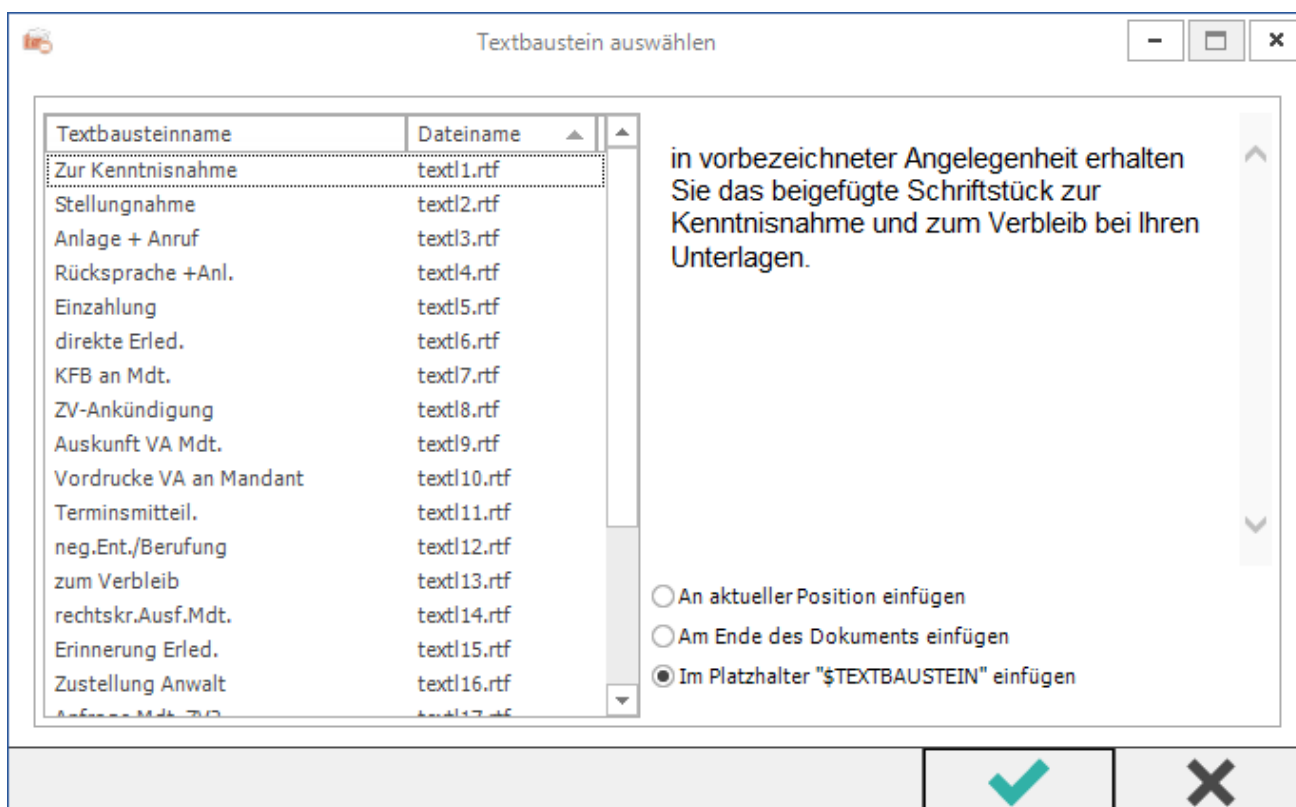 Textbaustein auswählen
Textbausteinname Dateiname
Zur Kenntnisnahme textl1.rtf
Stellungnahme textl2.rtf
Anlage + Anruf textl3.rtf
Rücksprache +Anl. textl4.rtf
Einzahlung textl5.rtf
direkte Erled. textl6.rtf
KFB an Mdt. textl7.rtf
ZV-Ankündigung textl8.rtf
Auskunft VA Mdt. textl9.rtf
Vordrucke VA an Mandant textl10.rtf
Terminsmitteil. textl11.rtf
neg.Ent./Berufung textl12.rtf
zum Verbleib textl13.rtf
rechtskr.Ausf.Mdt. textl14.rtf
Erinnerung Erled. textl15.rtf
Zustellung Anwalt textl16.rtf
Anfrage Mdt. ZV? textl17.rtf
in vorbezeichneter Angelegenheit erhalten
Sie das beigefügte Schriftstück zur
Kenntnisnahme und zum Verbleib bei Ihren
Unterlagen.
An aktueller Position einfügen
Am Ende des Dokuments einfügen
Im Platzhalter "$TEXTBAUSTEIN" einfügen